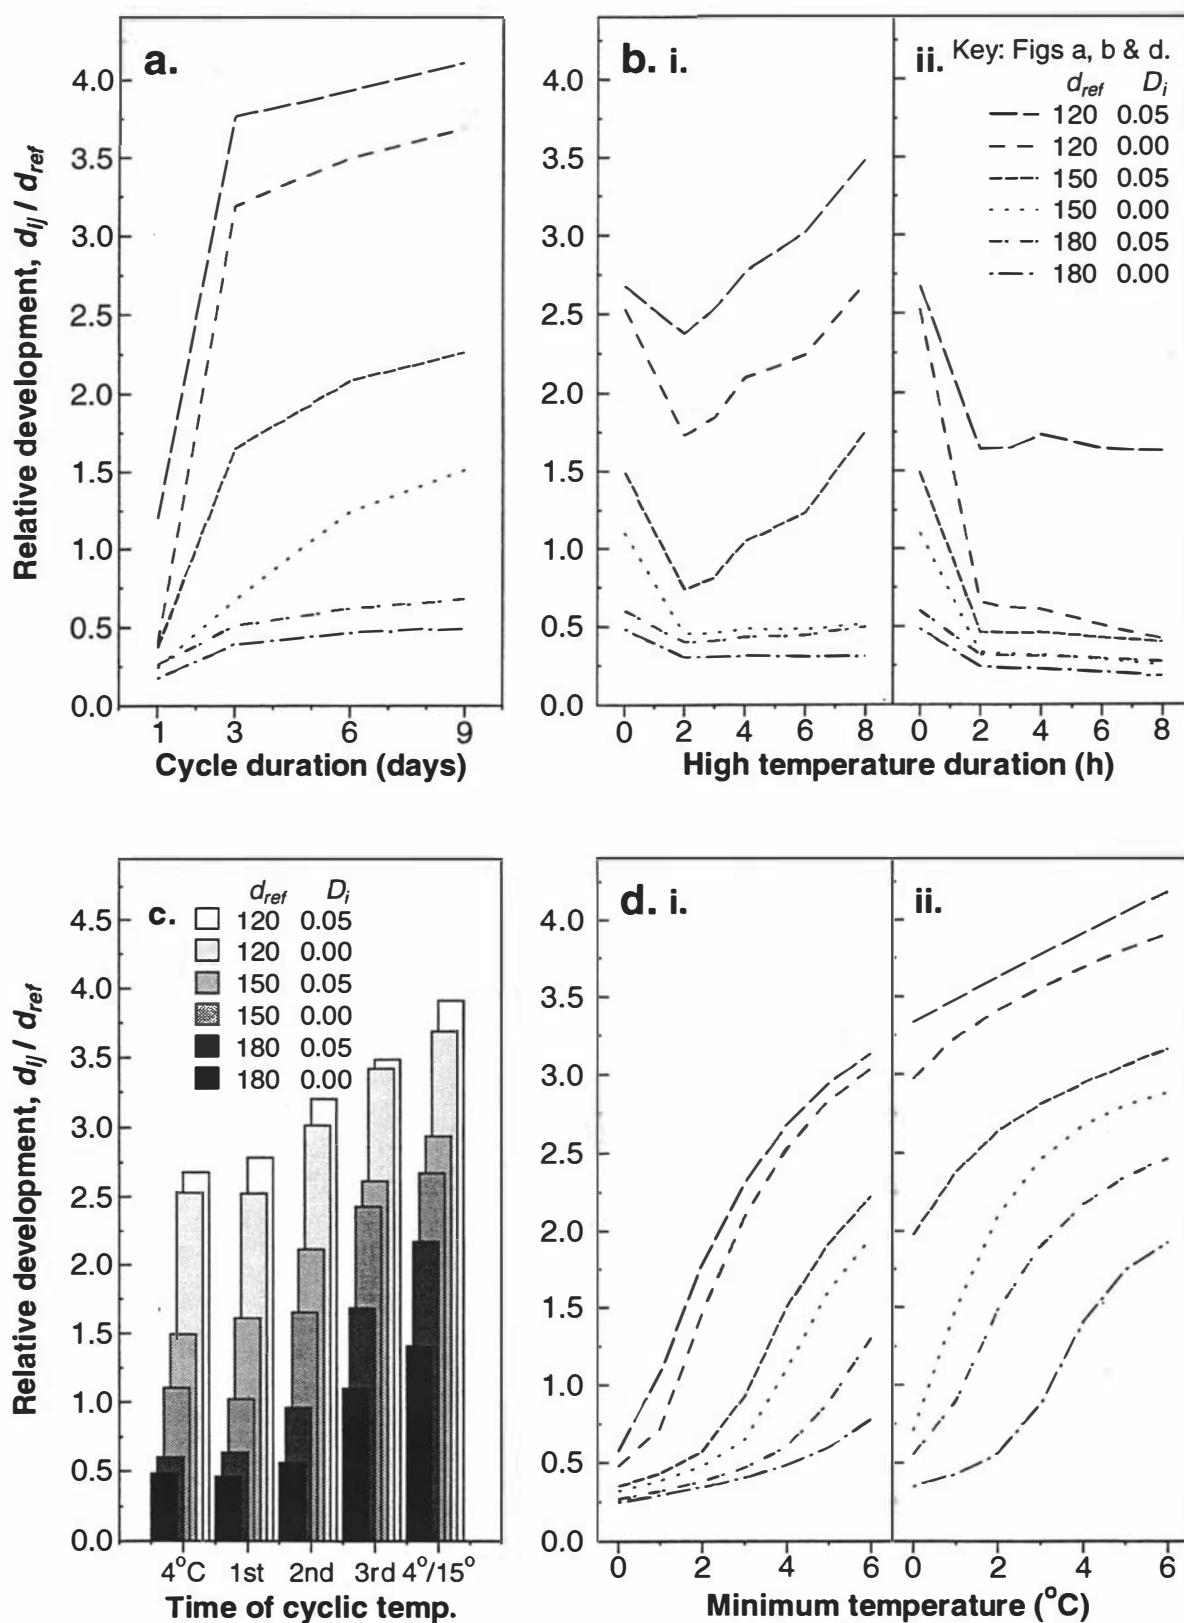 a.
b. i.
ii.
Key: Figs a, b & d.
d_ref D_i
120 0.05
120 0.00
150 0.05
150 0.00
180 0.05
180 0.00
Relative development, d_ij / d_ref
4.0
3.5
3.0
2.5
2.0
1.5
1.0
0.5
0.0
1 3 6 9
Cycle duration (days)
4.0
3.5
3.0
2.5
2.0
1.5
1.0
0.5
0.0
0 2 4 6 8
0 2 4 6 8
High temperature duration (h)
c.
d_ref D_i
120 0.05
120 0.00
150 0.05
150 0.00
180 0.05
180 0.00
Relative development, d_ij / d_ref
4.5
4.0
3.5
3.0
2.5
2.0
1.5
1.0
0.5
0.0
4°C 1st 2nd 3rd 4°/15°
Time of cyclic temp.
d. i.
ii.
4.0
3.5
3.0
2.5
2.0
1.5
1.0
0.5
0.0
0 2 4 6
0 2 4 6
Minimum temperature (°C)